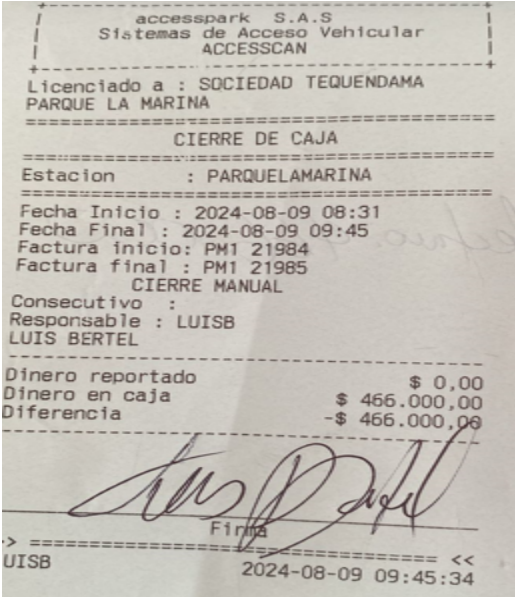 accesspark S.A.S
Sistemas de Acceso Vehicular
ACCESSCAN
Licenciado a : SOCIEDAD TEQUENDAMA
PARQUE LA MARINA
CIERRE DE CAJA
Estacion : PARQUELAMARINA
Fecha Inicio : 2024-08-09 08:31
Fecha Final : 2024-08-09 09:45
Factura inicio: PM1 21984
Factura final : PM1 21985
CIERRE MANUAL
Consecutivo :
Responsable : LUISB
LUIS BERTEL
Dinero reportado $ 0,00
Dinero en caja $ 466.000,00
Diferencia -$ 466.000,00
Luis Bertel
Firma
UISB 2024-08-09 09:45:34